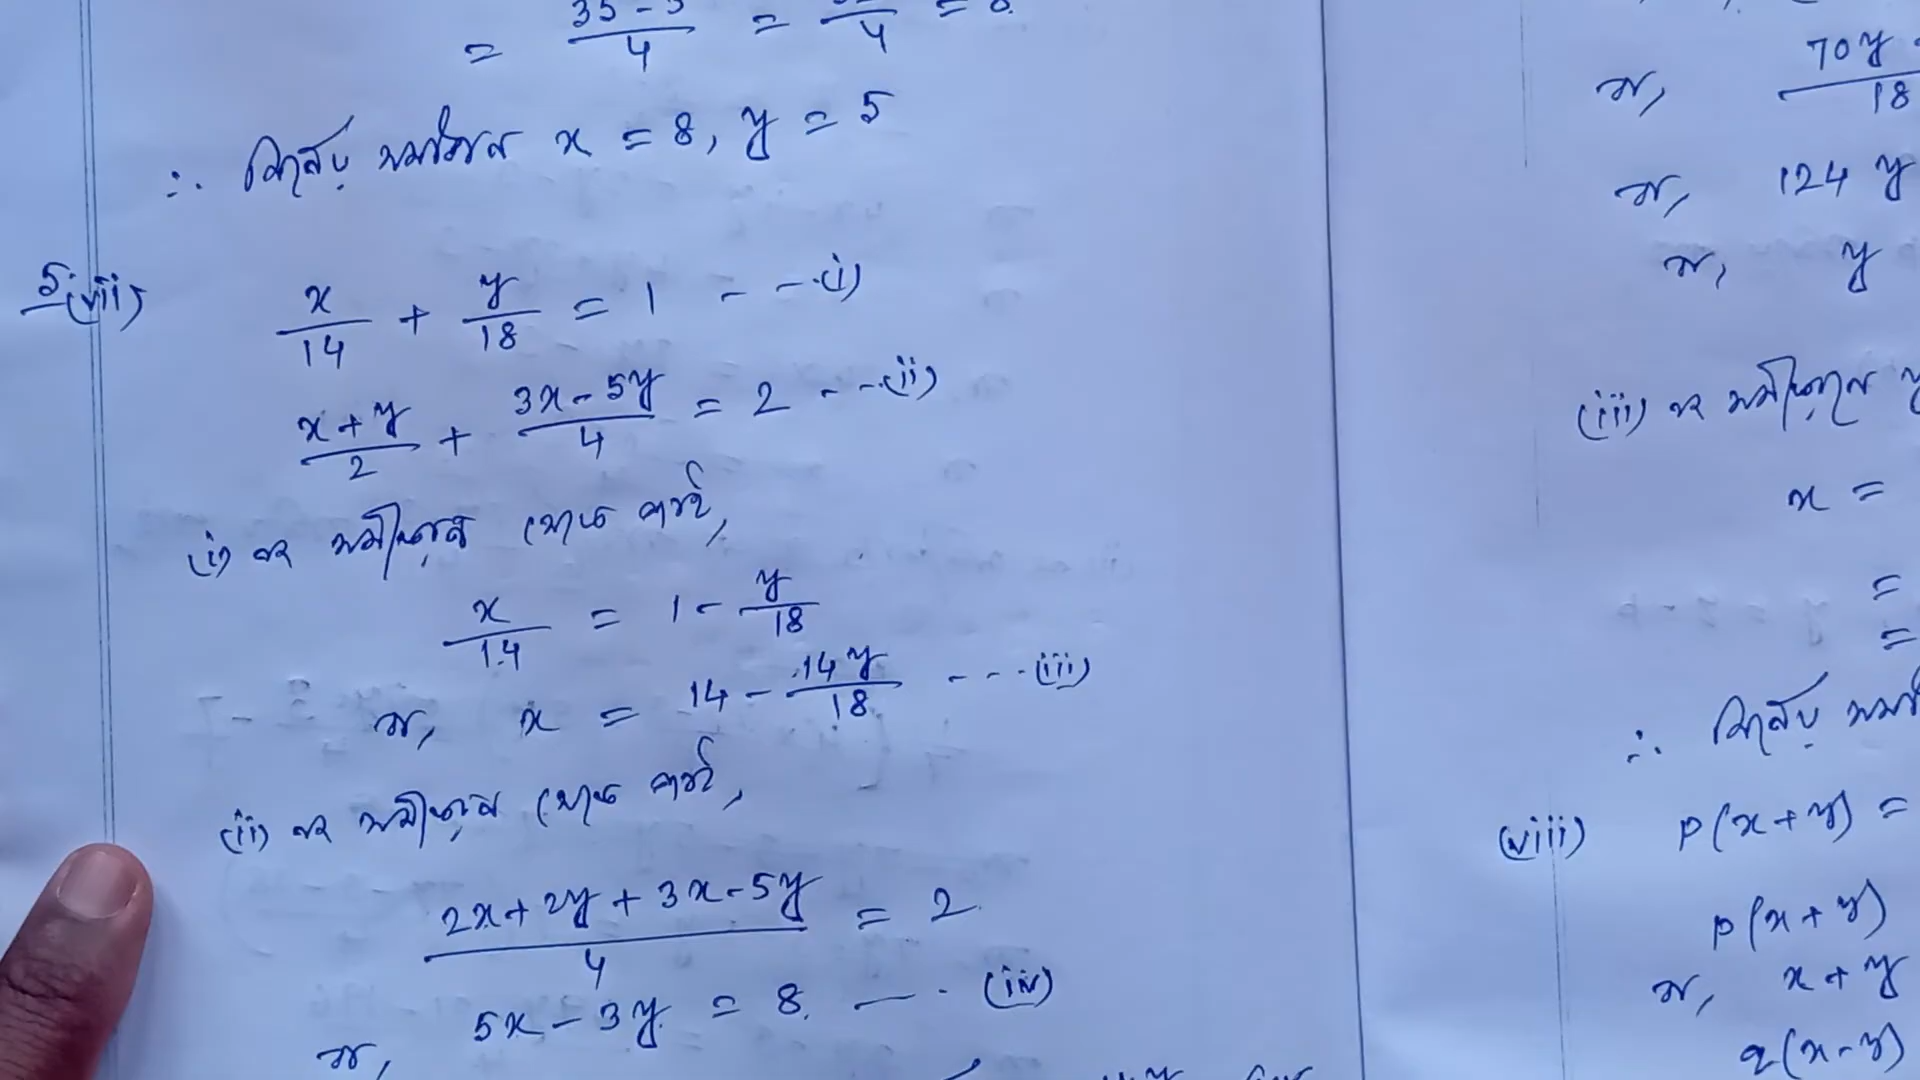 = (35 - 3)/4 = 32/4 = 8.
∴ নির্ণেয় সমাধান x = 8, y = 5
5.(vii) x/14 + y/18 = 1 - - -(i)
(x + y)/2 + (3x - 5y)/4 = 2 - - -(ii)
(i) নং সমীকরণ থেকে পাই,
x/14 = 1 - y/18
বা, x = 14 - 14y/18 - - - (iii)
(ii) নং সমীকরণ থেকে পাই,
(2x + 2y + 3x - 5y)/4 = 2
বা, 5x - 3y = 8 — . (iv)
বা, 70y
18
বা, 124 y
বা, y
(iii) নং সমীকরণে y
x =
=
=
∴ নির্ণেয়
(viii) p(x + y) =
p(x + y)
বা, x + y
q(x - y)